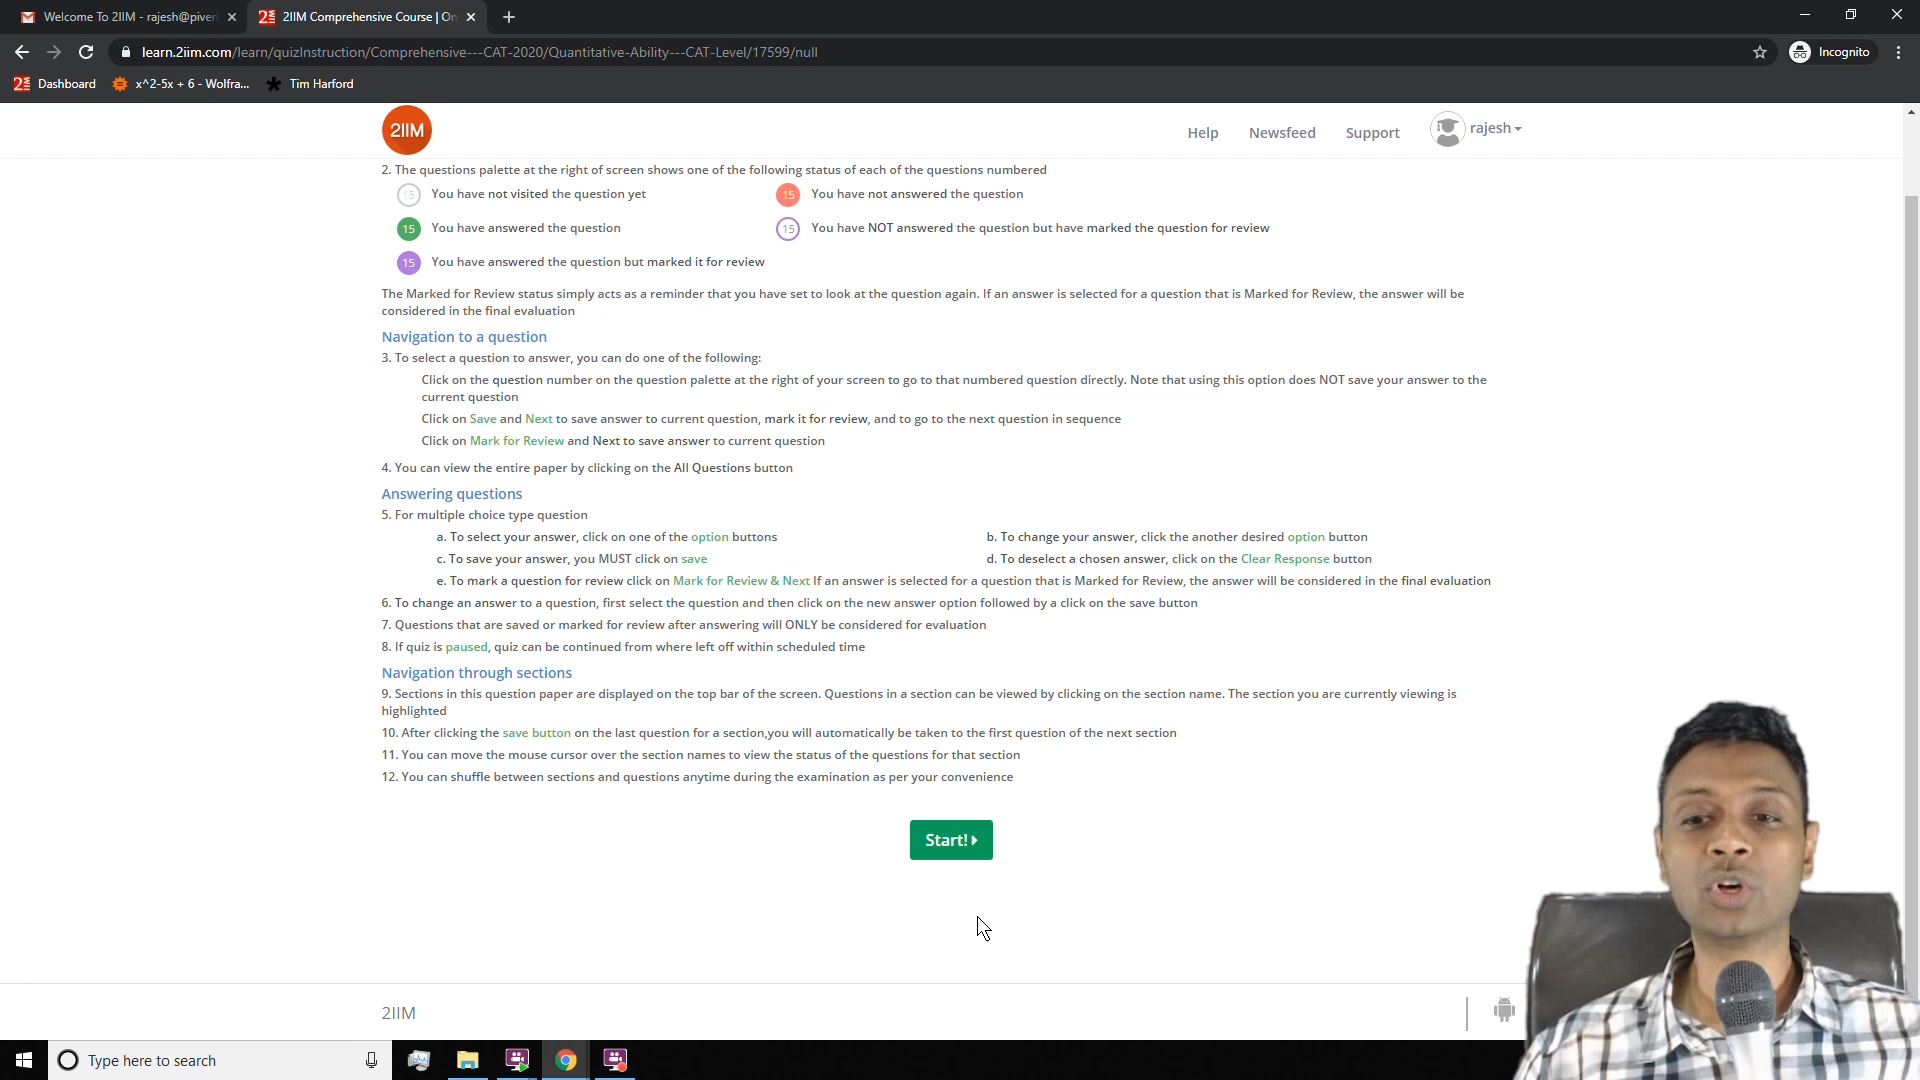 Welcome To 2IIM - rajesh@piver
2IIM Comprehensive Course | On
learn.2iim.com/learn/quizInstruction/Comprehensive---CAT-2020/Quantitative-Ability---CAT-Level/17599/null
Incognito
Dashboard
x^2-5x + 6 - Wolfra...
Tim Harford
2IIM
Help
Newsfeed
Support
rajesh
2. The questions palette at the right of screen shows one of the following status of each of the questions numbered
15 You have not visited the question yet
15 You have not answered the question
15 You have answered the question
15 You have NOT answered the question but have marked the question for review
15 You have answered the question but marked it for review
The Marked for Review status simply acts as a reminder that you have set to look at the question again. If an answer is selected for a question that is Marked for Review, the answer will be
considered in the final evaluation
Navigation to a question
3. To select a question to answer, you can do one of the following:
Click on the question number on the question palette at the right of your screen to go to that numbered question directly. Note that using this option does NOT save your answer to the
current question
Click on Save and Next to save answer to current question, mark it for review, and to go to the next question in sequence
Click on Mark for Review and Next to save answer to current question
4. You can view the entire paper by clicking on the All Questions button
Answering questions
5. For multiple choice type question
a. To select your answer, click on one of the option buttons
b. To change your answer, click the another desired option button
c. To save your answer, you MUST click on save
d. To deselect a chosen answer, click on the Clear Response button
e. To mark a question for review click on Mark for Review & Next If an answer is selected for a question that is Marked for Review, the answer will be considered in the final evaluation
6. To change an answer to a question, first select the question and then click on the new answer option followed by a click on the save button
7. Questions that are saved or marked for review after answering will ONLY be considered for evaluation
8. If quiz is paused, quiz can be continued from where left off within scheduled time
Navigation through sections
9. Sections in this question paper are displayed on the top bar of the screen. Questions in a section can be viewed by clicking on the section name. The section you are currently viewing is
highlighted
10. After clicking the save button on the last question for a section,you will automatically be taken to the first question of the next section
11. You can move the mouse cursor over the section names to view the status of the questions for that section
12. You can shuffle between sections and questions anytime during the examination as per your convenience
Start!
2IIM
Type here to search